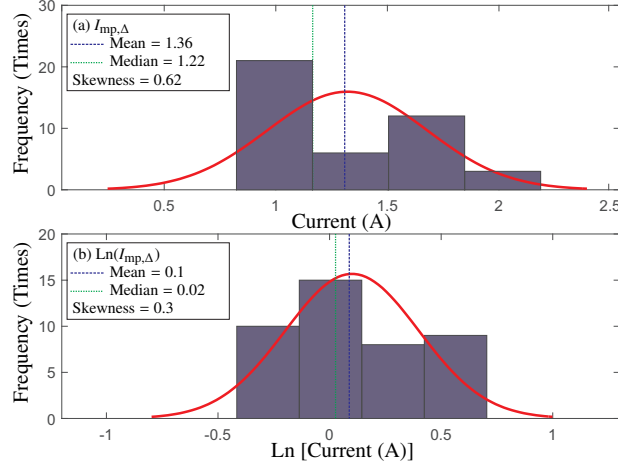 (a) I_mp,Δ
Mean = 1.36
Median = 1.22
Skewness = 0.62
Frequency (Times)
30
20
10
0
0.5
1
1.5
2
2.5
Current (A)
(b) Ln(I_mp,Δ)
Mean = 0.1
Median = 0.02
Skewness = 0.3
Frequency (Times)
20
15
10
5
0
-1
-0.5
0
0.5
1
Ln [Current (A)]